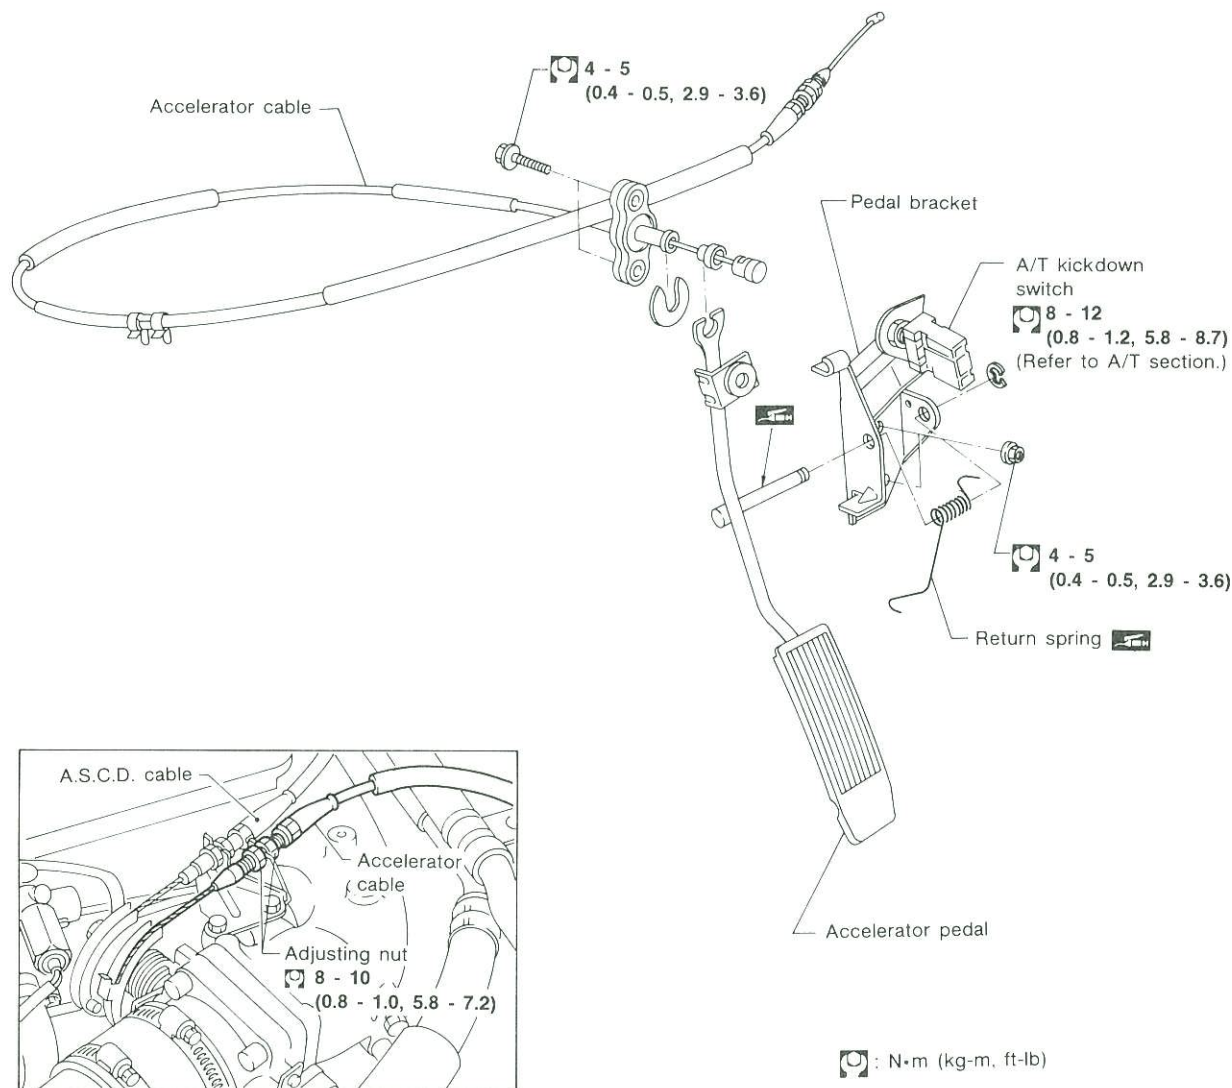 4 - 5
(0.4 - 0.5, 2.9 - 3.6)
Accelerator cable
Pedal bracket
A/T kickdown
switch
8 - 12
(0.8 - 1.2, 5.8 - 8.7)
(Refer to A/T section.)
4 - 5
(0.4 - 0.5, 2.9 - 3.6)
Return spring
Accelerator pedal
A.S.C.D. cable
Accelerator
cable
Adjusting nut
8 - 10
(0.8 - 1.0, 5.8 - 7.2)
: N•m (kg-m, ft-lb)